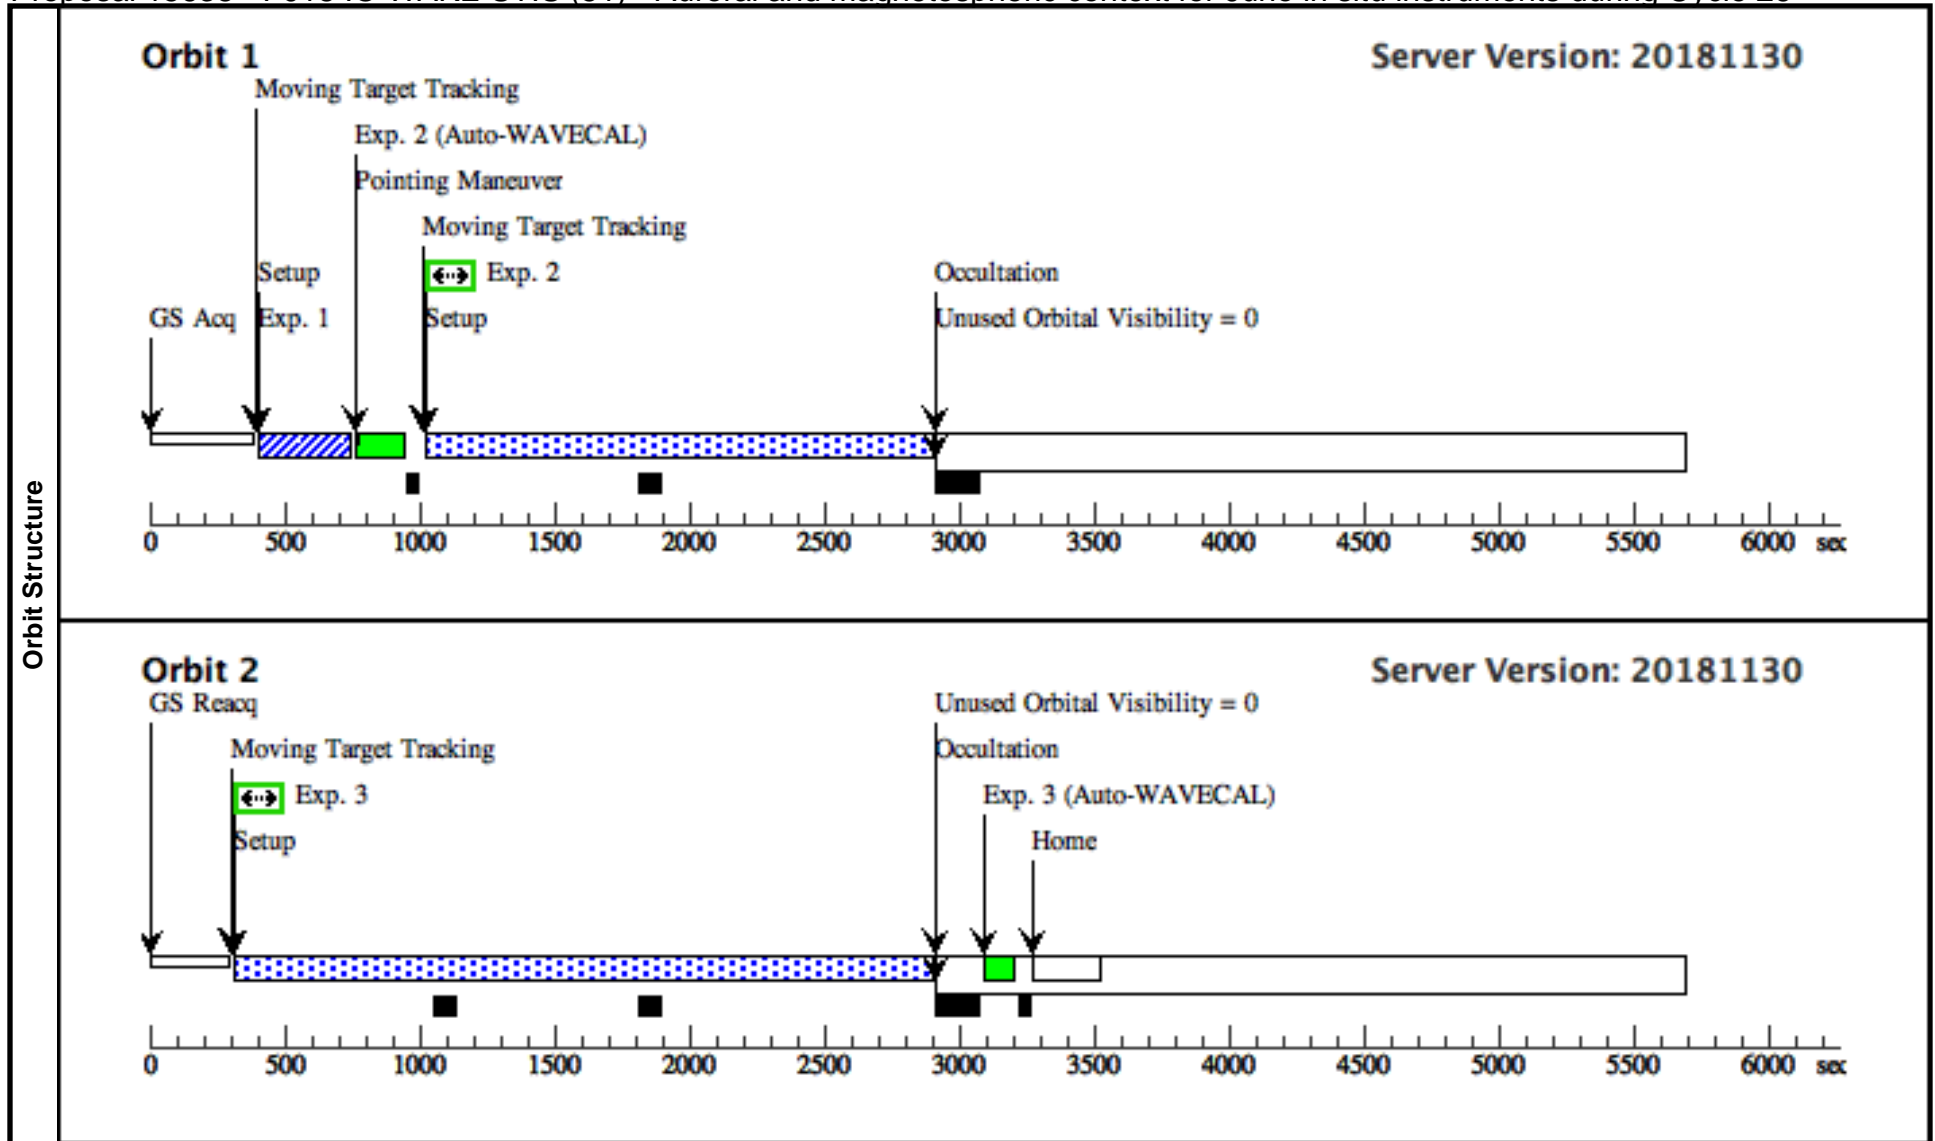 Orbit Structure
Orbit 1
Server Version: 20181130
Moving Target Tracking
Exp. 2 (Auto-WAVECAL)
Pointing Maneuver
Moving Target Tracking
Setup
Exp. 2
Occultation
GS Acq
Exp. 1
Setup
Unused Orbital Visibility = 0
0 500 1000 1500 2000 2500 3000 3500 4000 4500 5000 5500 6000 sec
Orbit 2
Server Version: 20181130
GS Reacq
Unused Orbital Visibility = 0
Moving Target Tracking
Occultation
Exp. 3
Exp. 3 (Auto-WAVECAL)
Setup
Home
0 500 1000 1500 2000 2500 3000 3500 4000 4500 5000 5500 6000 sec